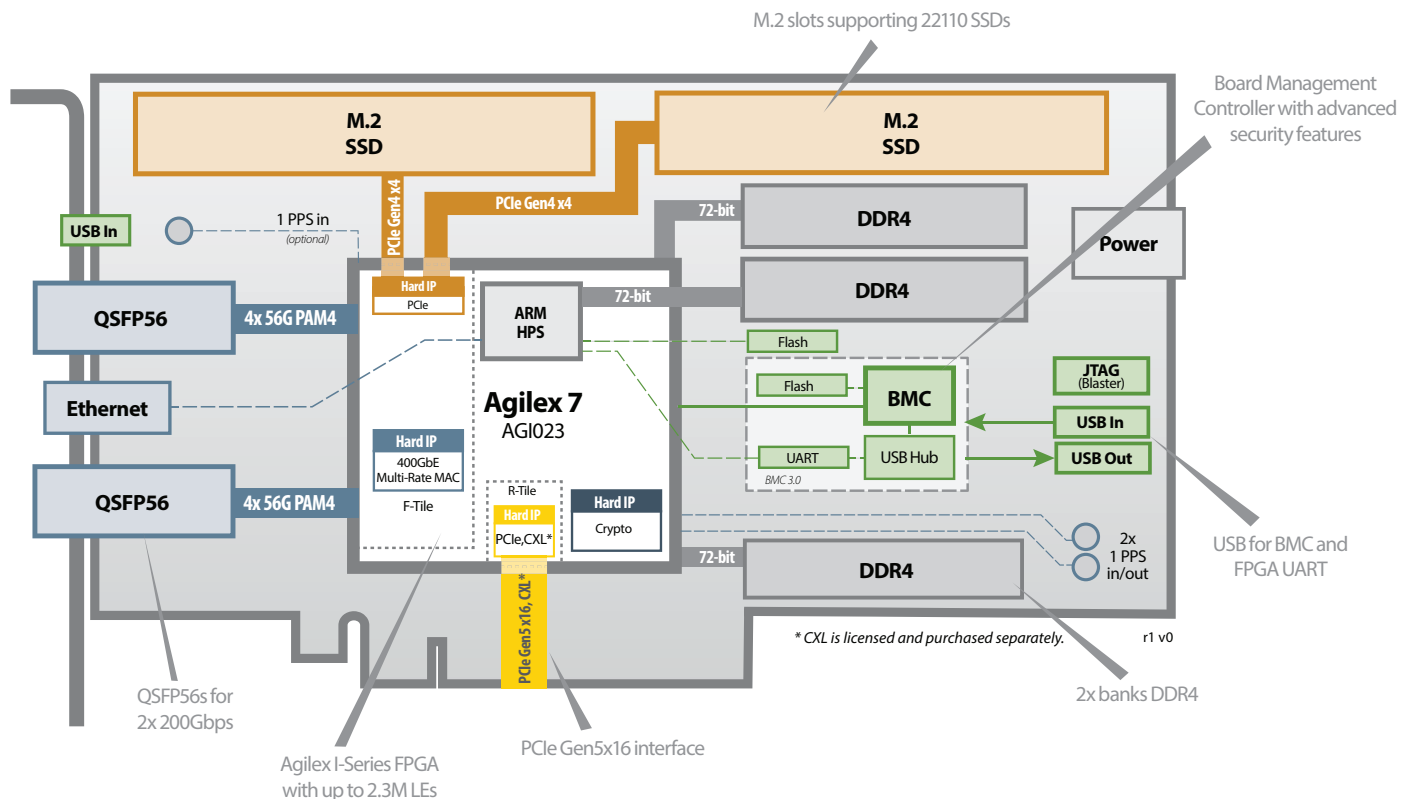 M.2 slots supporting 22110 SSDs
Board Management
Controller with advanced
security features
M.2
SSD
M.2
SSD
PCIe Gen4 x4
PCIe Gen4 x4
72-bit
DDR4
USB In
1 PPS in
(optional)
Power
Hard IP
PCIe
DDR4
72-bit
QSFP56
4x 56G PAM4
ARM
HPS
Flash
Flash
BMC
JTAG
(Blaster)
Ethernet
Agilex 7
AGI023
USB In
Hard IP
400GbE
Multi-Rate MAC
F-Tile
UART
USB Hub
USB Out
BMC 3.0
QSFP56
4x 56G PAM4
R-Tile
Hard IP
PCIe,CXL*
Hard IP
Crypto
2x
1 PPS
in/out
USB for BMC and
FPGA UART
72-bit
DDR4
PCIe Gen5 x16, CXL*
* CXL is licensed and purchased separately.
r1 v0
QSFP56s for
2x 200Gbps
2x banks DDR4
PCIe Gen5x16 interface
Agilex I-Series FPGA
with up to 2.3M LEs